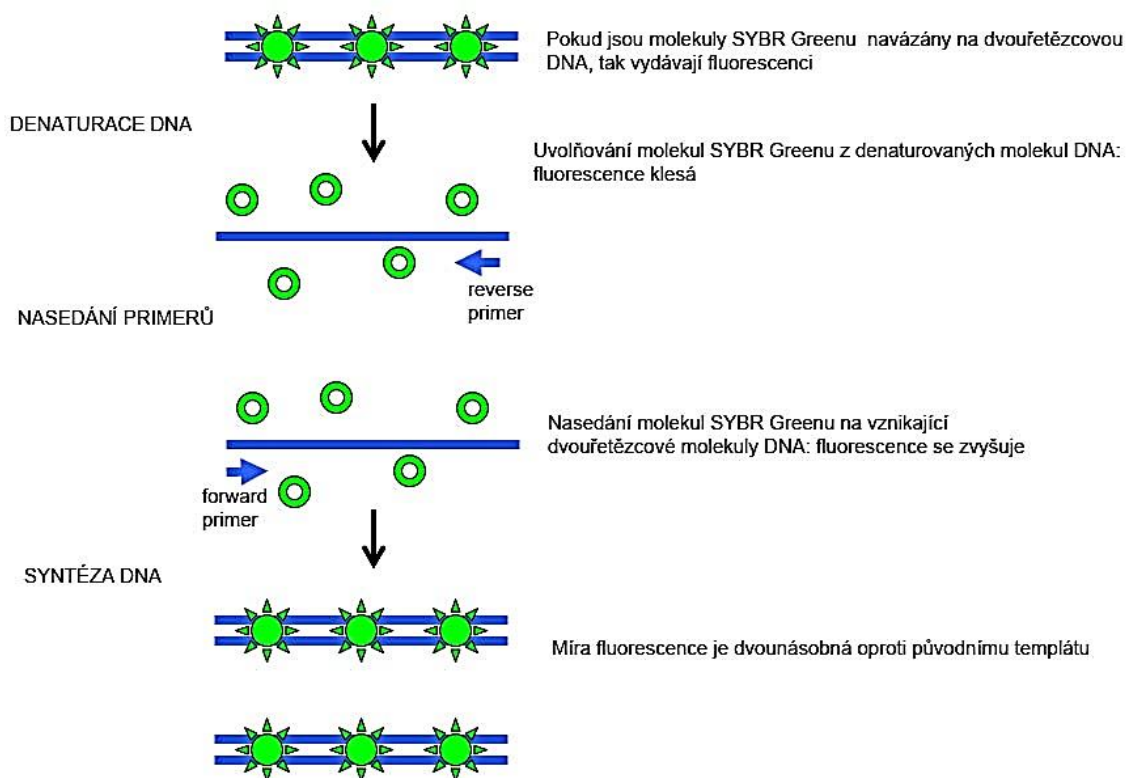 Pokud jsou molekuly SYBR Greenu navázány na dvouřetězcovou
DNA, tak vydávají fluorescenci
DENATURACE DNA
Uvolňování molekul SYBR Greenu z denaturovaných molekul DNA:
fluorescence klesá
reverse
primer
NASEDÁNÍ PRIMERŮ
Nasedání molekul SYBR Greenu na vznikající
dvouřetězcové molekuly DNA: fluorescence se zvyšuje
forward
primer
SYNTÉZA DNA
Míra fluorescence je dvounásobná oproti původnímu templátu